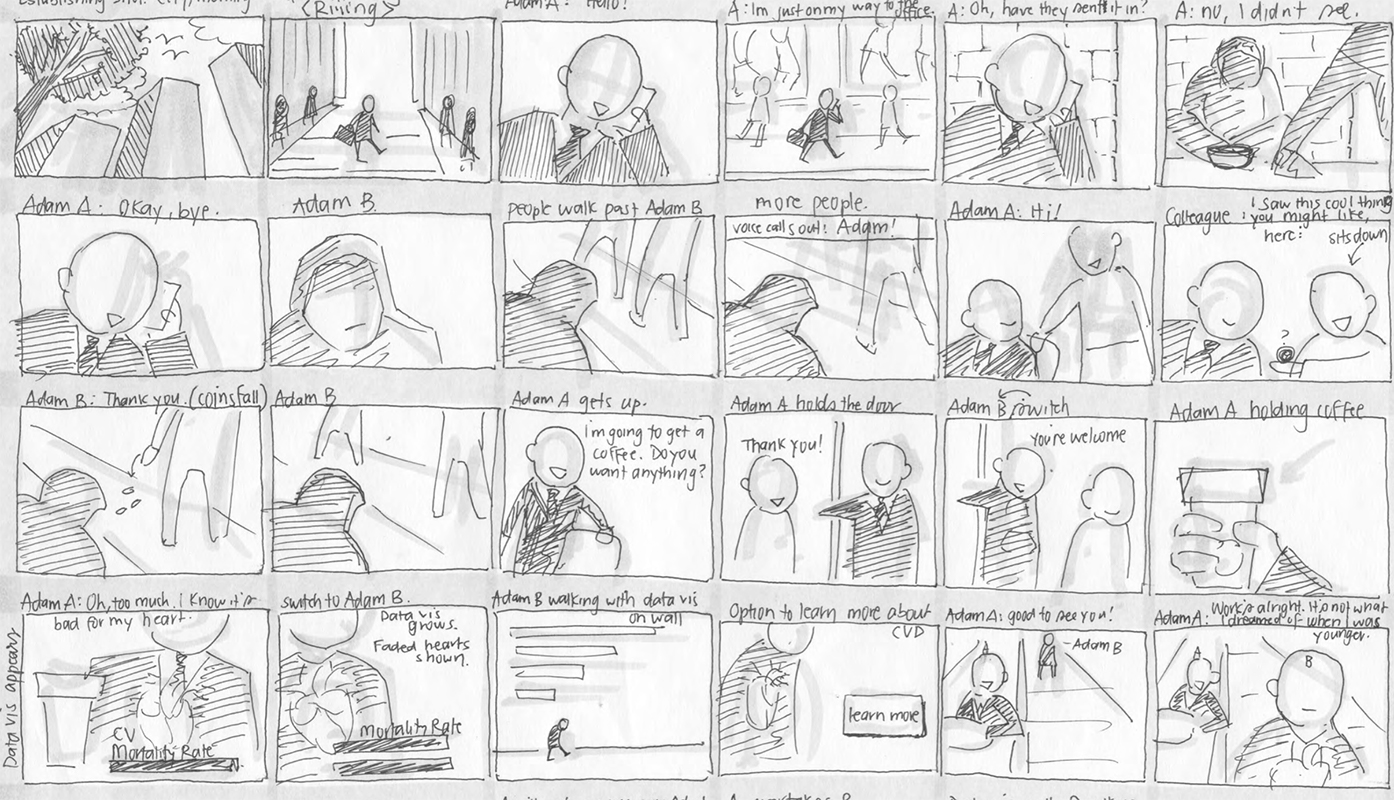 Establishing shot: City/morning
<(Rising)>
Adam A: Hello!
A: I'm just on my way to the office.
A: Oh, have they sent it in?
A: no, I didn't see.
Adam A: Okay, bye.
Adam B.
people walk past Adam B
more people.
voice calls out: Adam!
Adam A: Hi!
Colleague: I saw this cool thing
you might like,
here:
sits down
?
Adam B: Thank you. (coins fall)
Adam B
Adam A gets up.
I'm going to get a
coffee. Do you
want anything?
Adam A holds the door
Thank you!
Adam B switch
You're welcome
Adam A holding coffee
Data vis appears
Adam A: Oh, too much. I know it's
bad for my heart.
CV
Mortality Rate
switch to Adam B.
Data vis
grows.
Faded hearts
shown.
Mortality Rate
Adam B walking with data vis
on wall
Option to learn more about
CVD
learn more
Adam A: good to see you!
A
Adam B
Adam A: Work's alright. It's not what
I dreamed of when I was
younger.
A
B